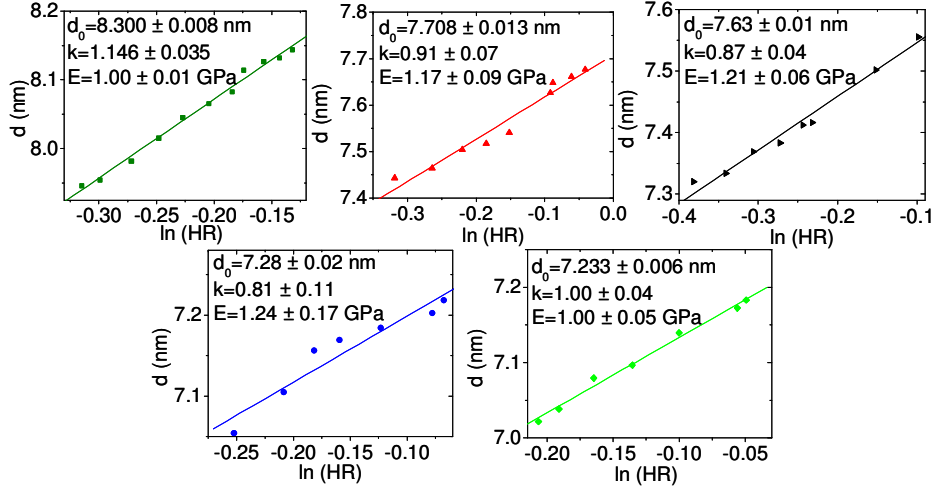 d₀=8.300 ± 0.008 nm
k=1.146 ± 0.035
E=1.00 ± 0.01 GPa
8.1
8.0
d (nm)
-0.30 -0.25 -0.20 -0.15
ln (HR)
7.8
d₀=7.708 ± 0.013 nm
k=0.91 ± 0.07
E=1.17 ± 0.09 GPa
7.7
7.6
7.5
7.4
d (nm)
-0.3 -0.2 -0.1 0.0
ln (HR)
7.6
d₀=7.63 ± 0.01 nm
k=0.87 ± 0.04
E=1.21 ± 0.06 GPa
7.5
7.4
7.3
d (nm)
-0.4 -0.3 -0.2 -0.1
ln (HR)
d₀=7.28 ± 0.02 nm
k=0.81 ± 0.11
E=1.24 ± 0.17 GPa
7.2
7.1
d (nm)
-0.25 -0.20 -0.15 -0.10
ln (HR)
d₀=7.233 ± 0.006 nm
k=1.00 ± 0.04
E=1.00 ± 0.05 GPa
7.2
7.1
7.0
d (nm)
-0.20 -0.15 -0.10 -0.05
ln (HR)